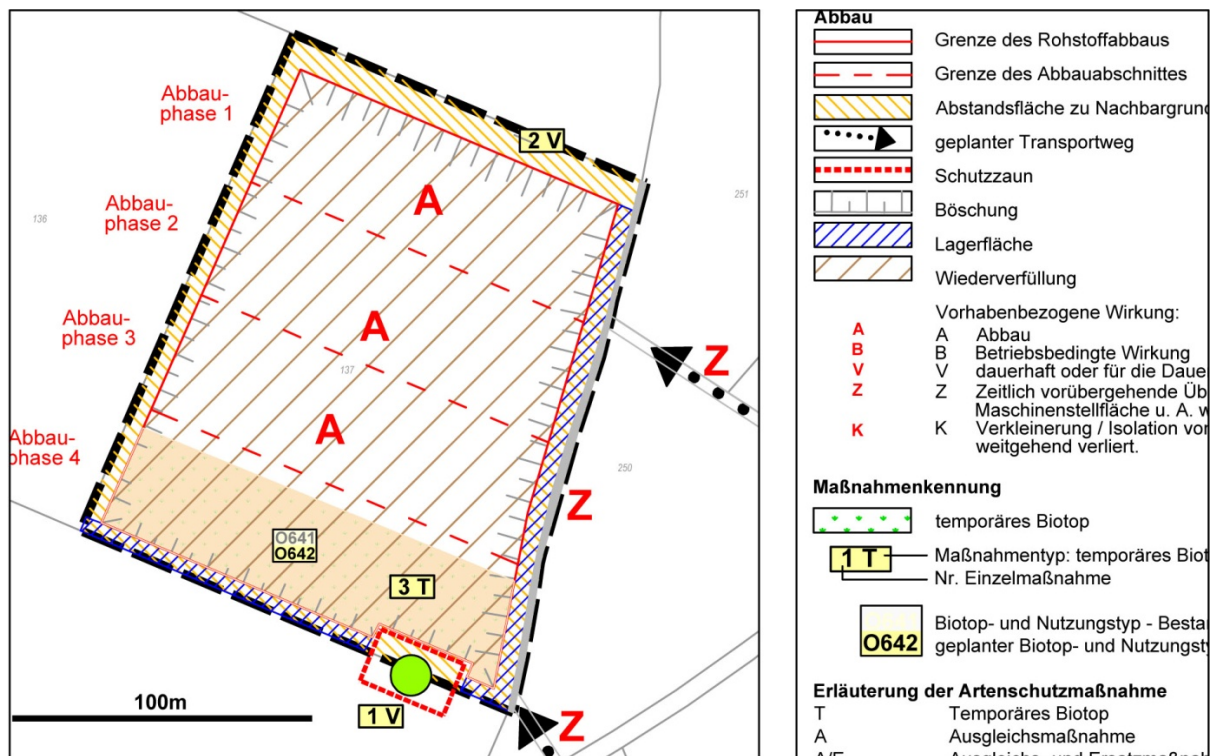 Abbau-
phase 1
Abbau-
phase 2
Abbau-
phase 3
Abbau-
phase 4
136
137
251
250
2 V
A
A
A
Z
Z
Z
O641
O642
3 T
1 V
100m
Abbau
Grenze des Rohstoffabbaus
Grenze des Abbauabschnittes
Abstandsfläche zu Nachbargrund
geplanter Transportweg
Schutzzaun
Böschung
Lagerfläche
Wiederverfüllung
Vorhabenbezogene Wirkung:
A A Abbau
B B Betriebsbedingte Wirkung
V V dauerhaft oder für die Daue
Z Z Zeitlich vorübergehende Üb
Maschinenstellfläche u. A. w
K K Verkleinerung / Isolation vor
weitgehend verliert.
Maßnahmenkennung
temporäres Biotop
1 T Maßnahmentyp: temporäres Biot
Nr. Einzelmaßnahme
Biotop- und Nutzungstyp - Besta
O642 geplanter Biotop- und Nutzungsty
Erläuterung der Artenschutzmaßnahme
T Temporäres Biotop
A Ausgleichsmaßnahme